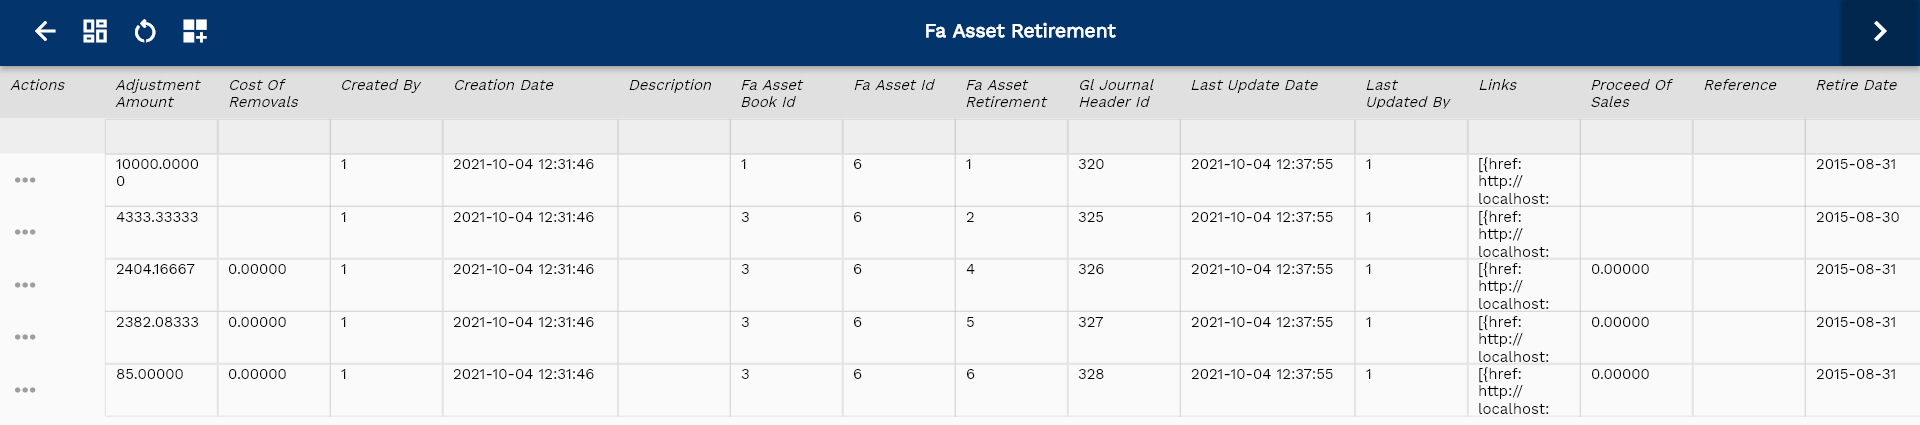 Fa Asset Retirement
Actions Adjustment Amount Cost Of Removals Created By Creation Date Description Fa Asset Book Id Fa Asset Id Fa Asset Retirement Gl Journal Header Id Last Update Date Last Updated By Links Proceed Of Sales Reference Retire Date
10000.00000 1 2021-10-04 12:31:46 1 6 1 320 2021-10-04 12:37:55 1 [{href: http://localhost: 2015-08-31
4333.33333 1 2021-10-04 12:31:46 3 6 2 325 2021-10-04 12:37:55 1 [{href: http://localhost: 2015-08-30
2404.16667 0.00000 1 2021-10-04 12:31:46 3 6 4 326 2021-10-04 12:37:55 1 [{href: http://localhost: 0.00000 2015-08-31
2382.08333 0.00000 1 2021-10-04 12:31:46 3 6 5 327 2021-10-04 12:37:55 1 [{href: http://localhost: 0.00000 2015-08-31
85.00000 0.00000 1 2021-10-04 12:31:46 3 6 6 328 2021-10-04 12:37:55 1 [{href: http://localhost: 0.00000 2015-08-31